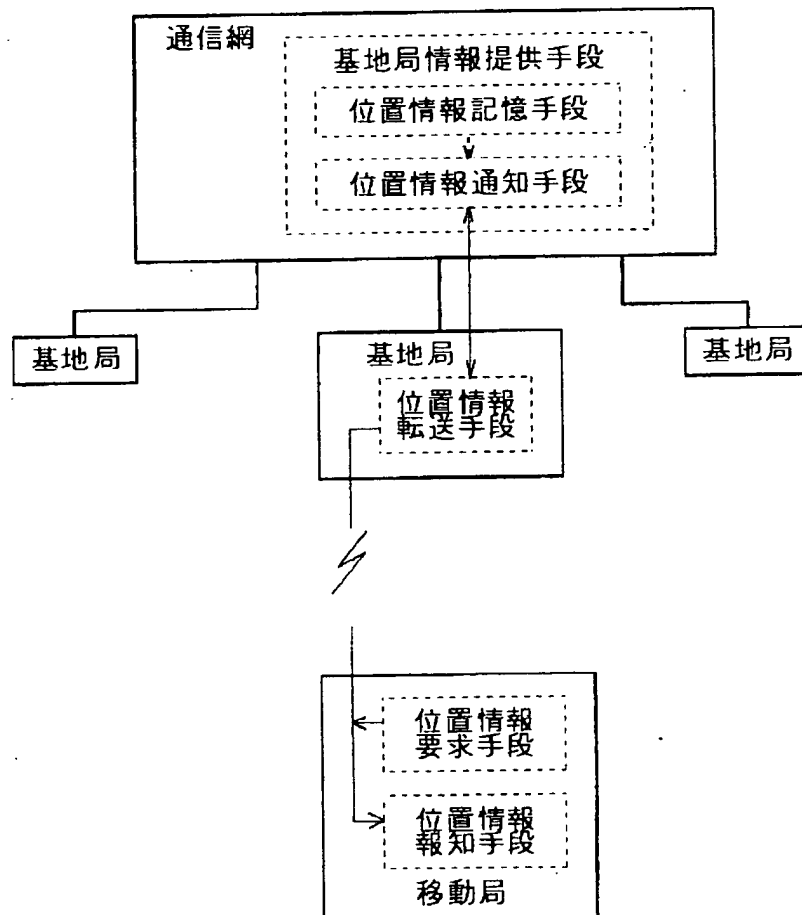 通信網
基地局情報提供手段
位置情報記憶手段
位置情報通知手段
基地局
基地局
基地局
位置情報
転送手段
位置情報
要求手段
位置情報
報知手段
移動局